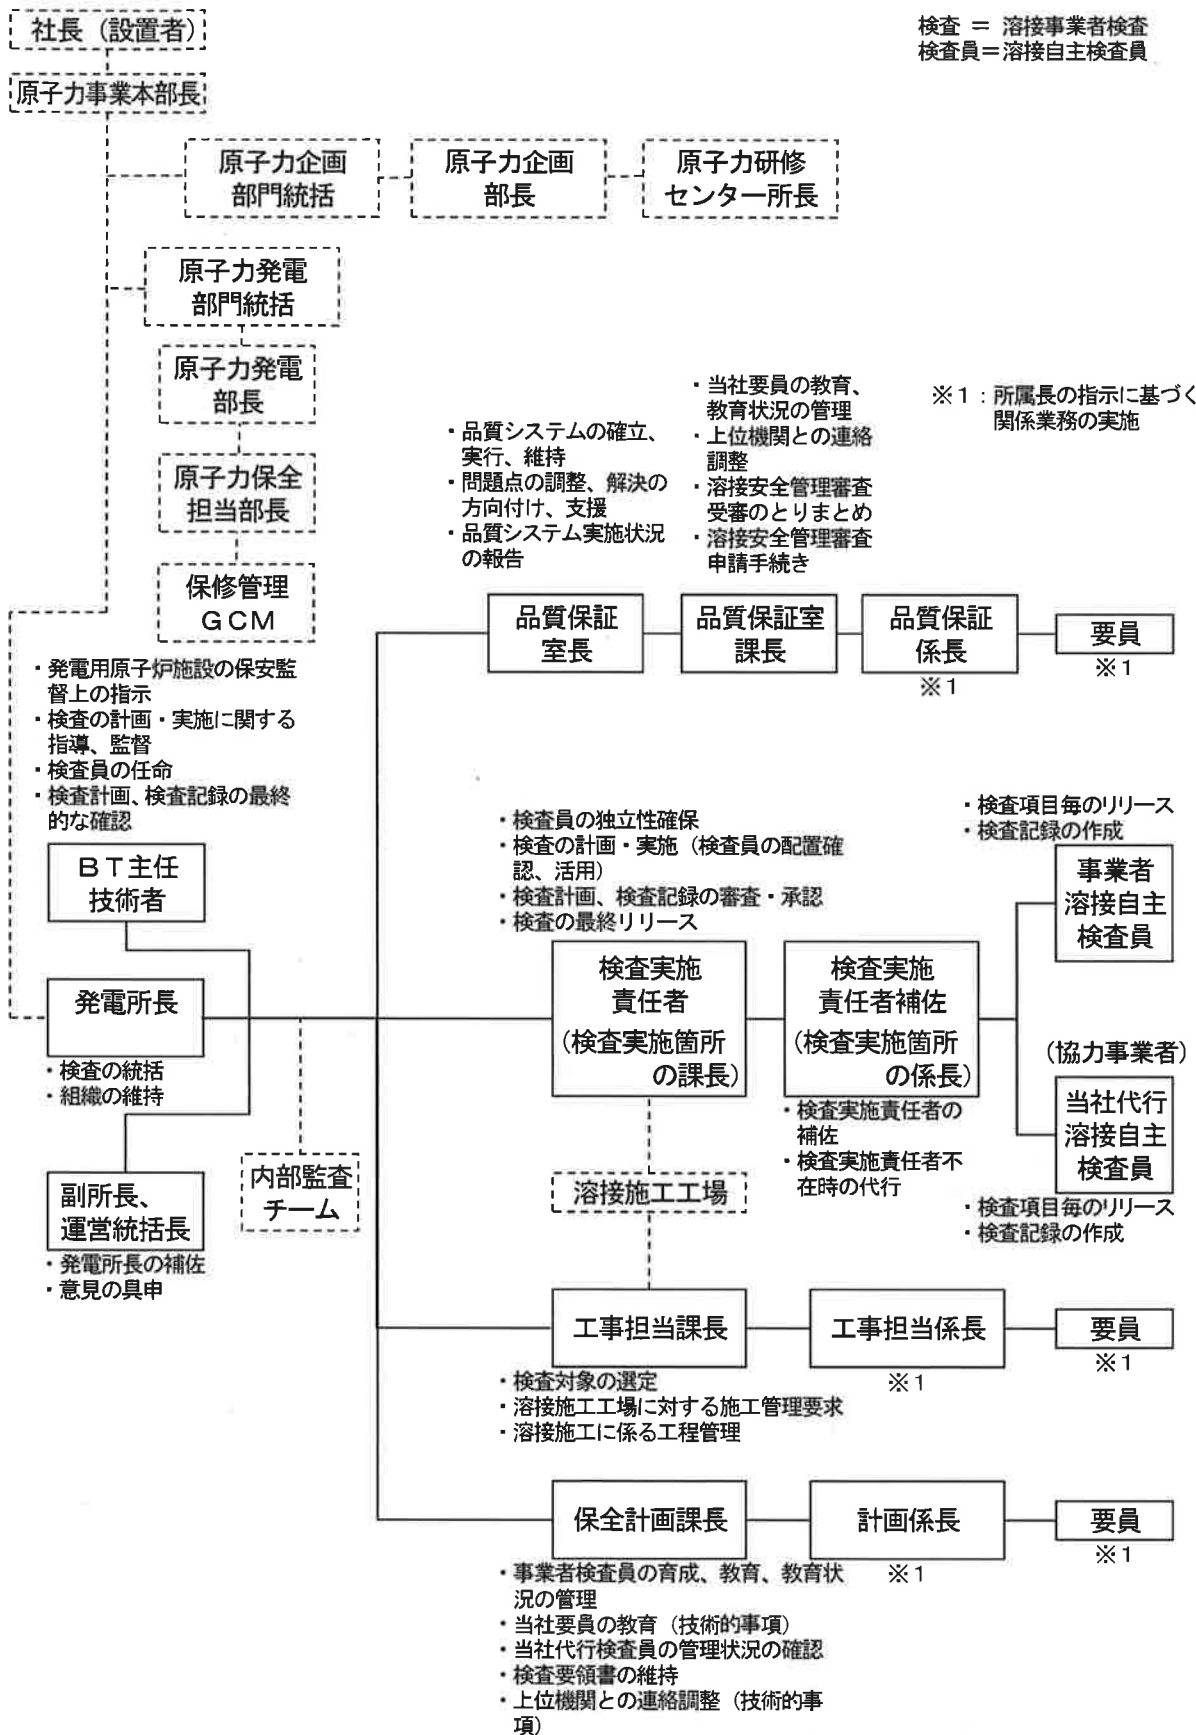 社長（設置者）
検査 ＝ 溶接事業者検査
検査員＝溶接自主検査員
原子力事業本部長
原子力企画
部門統括
原子力企画
部長
原子力研修
センター所長
原子力発電
部門統括
原子力発電
部長
原子力保全
担当部長
保修管理
ＧＣＭ
・品質システムの確立、
実行、維持
・問題点の調整、解決の
方向付け、支援
・品質システム実施状況
の報告
・当社要員の教育、
教育状況の管理
・上位機関との連絡
調整
・溶接安全管理審査
受審のとりまとめ
・溶接安全管理審査
申請手続き
※１：所属長の指示に基づく
関係業務の実施
品質保証
室長
品質保証室
課長
品質保証
係長
※１
要員
※１
・発電用原子炉施設の保安監
督上の指示
・検査の計画・実施に関する
指導、監督
・検査員の任命
・検査計画、検査記録の最終
的な確認
ＢＴ主任
技術者
発電所長
・検査の統括
・組織の維持
副所長、
運営統括長
・発電所長の補佐
・意見の具申
内部監査
チーム
・検査員の独立性確保
・検査の計画・実施（検査員の配置確
認、活用）
・検査計画、検査記録の審査・承認
・検査の最終リリース
検査実施
責任者
（検査実施箇所
の課長）
検査実施
責任者補佐
（検査実施箇所
の係長）
・検査実施責任者の
補佐
・検査実施責任者不
在時の代行
・検査項目毎のリリース
・検査記録の作成
事業者
溶接自主
検査員
（協力事業者）
当社代行
溶接自主
検査員
・検査項目毎のリリース
・検査記録の作成
溶接施工工場
工事担当課長
・検査対象の選定
・溶接施工工場に対する施工管理要求
・溶接施工に係る工程管理
工事担当係長
※１
要員
※１
保全計画課長
・事業者検査員の育成、教育、教育状
況の管理
・当社要員の教育（技術的事項）
・当社代行検査員の管理状況の確認
・検査要領書の維持
・上位機関との連絡調整（技術的事
項）
計画係長
※１
要員
※１